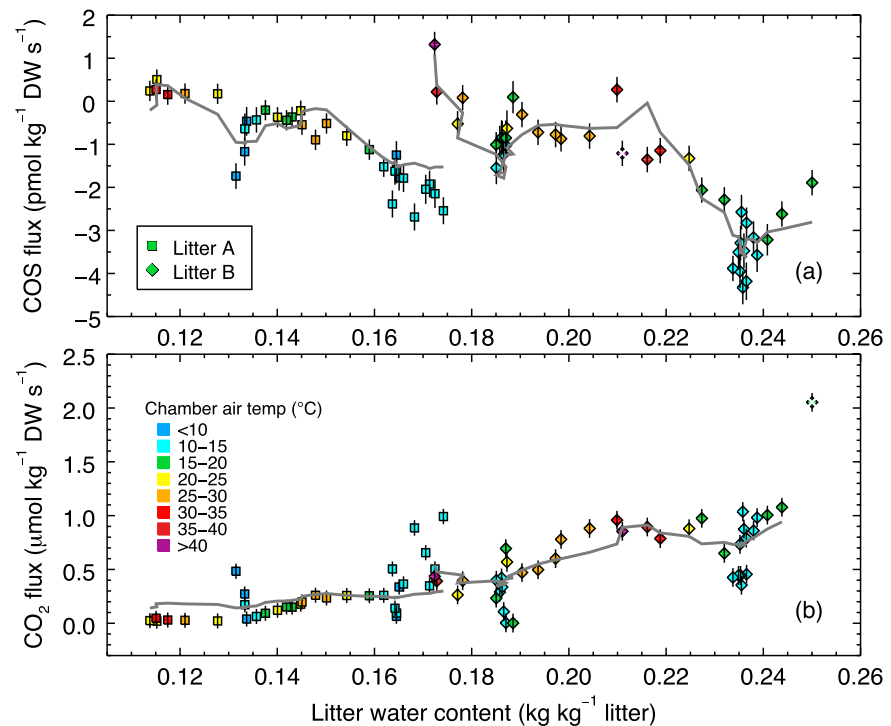 2
1
0
−1
−2
−3
−4
−5
COS flux (pmol kg⁻¹ DW s⁻¹)
Litter A
Litter B
(a)
0.12 0.14 0.16 0.18 0.20 0.22 0.24 0.26
2.5
2.0
1.5
1.0
0.5
0.0
CO₂ flux (μmol kg⁻¹ DW s⁻¹)
Chamber air temp (°C)
<10
10−15
15−20
20−25
25−30
30−35
35−40
>40
(b)
0.12 0.14 0.16 0.18 0.20 0.22 0.24 0.26
Litter water content (kg kg⁻¹ litter)